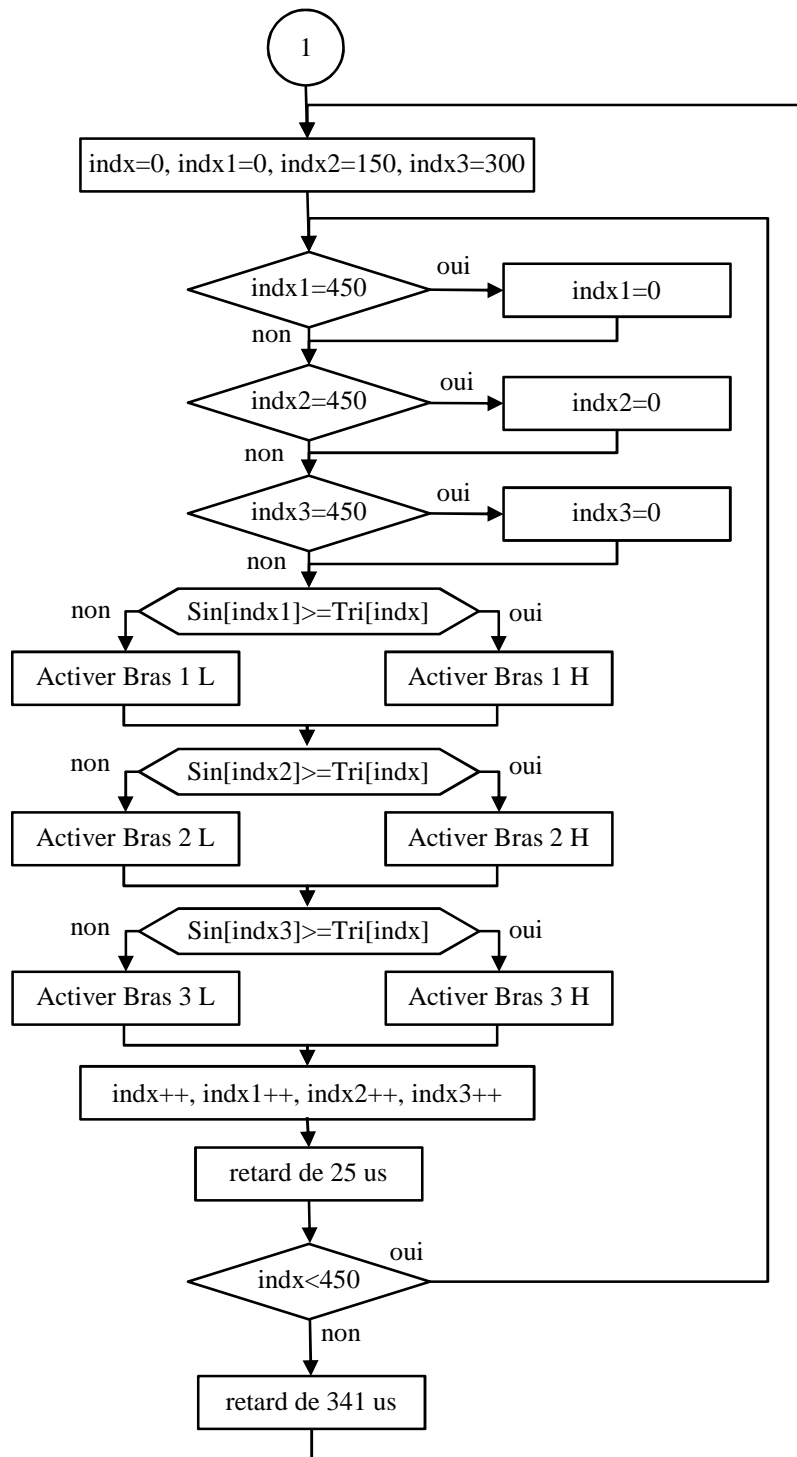 1
indx=0, indx1=0, indx2=150, indx3=300
indx1=450
oui
indx1=0
non
indx2=450
oui
indx2=0
non
indx3=450
oui
indx3=0
non
non
Sin[indx1]>=Tri[indx]
oui
Activer Bras 1 L
Activer Bras 1 H
non
Sin[indx2]>=Tri[indx]
oui
Activer Bras 2 L
Activer Bras 2 H
non
Sin[indx3]>=Tri[indx]
oui
Activer Bras 3 L
Activer Bras 3 H
indx++, indx1++, indx2++, indx3++
retard de 25 us
indx<450
oui
non
retard de 341 us